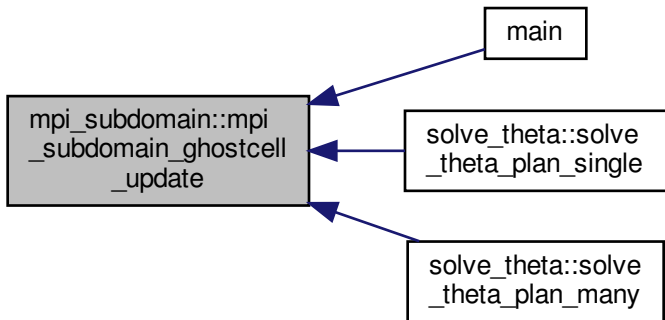 main
mpi_subdomain::mpi
_subdomain_ghostcell
_update
solve_theta::solve
_theta_plan_single
solve_theta::solve
_theta_plan_many